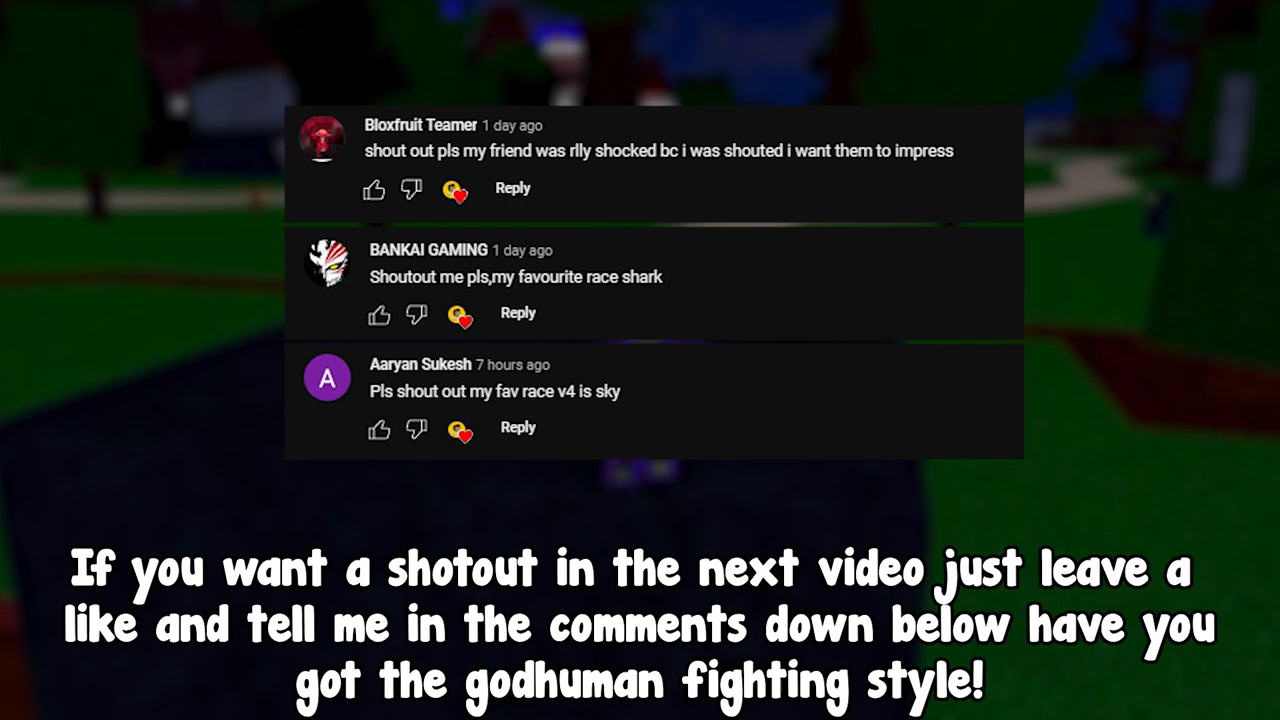 Bloxfruit Teamer 1 day ago
shout out pls my friend was rlly shocked bc i was shouted i want them to impress
Reply
BANKAI GAMING 1 day ago
Shoutout me pls,my favourite race shark
Reply
A
Aaryan Sukesh 7 hours ago
Pls shout out my fav race v4 is sky
Reply
If you want a shotout in the next video just leave a
like and tell me in the comments down below have you
got the godhuman fighting style!